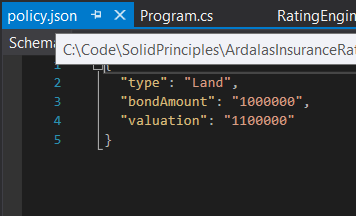 policy.json Program.cs RatingEngin
Schema
C:\Code\SolidPrinciples\ArdalasInsuranceRa
1 {
2 "type": "Land",
3 "bondAmount": "1000000",
4 "valuation": "1100000"
5 }